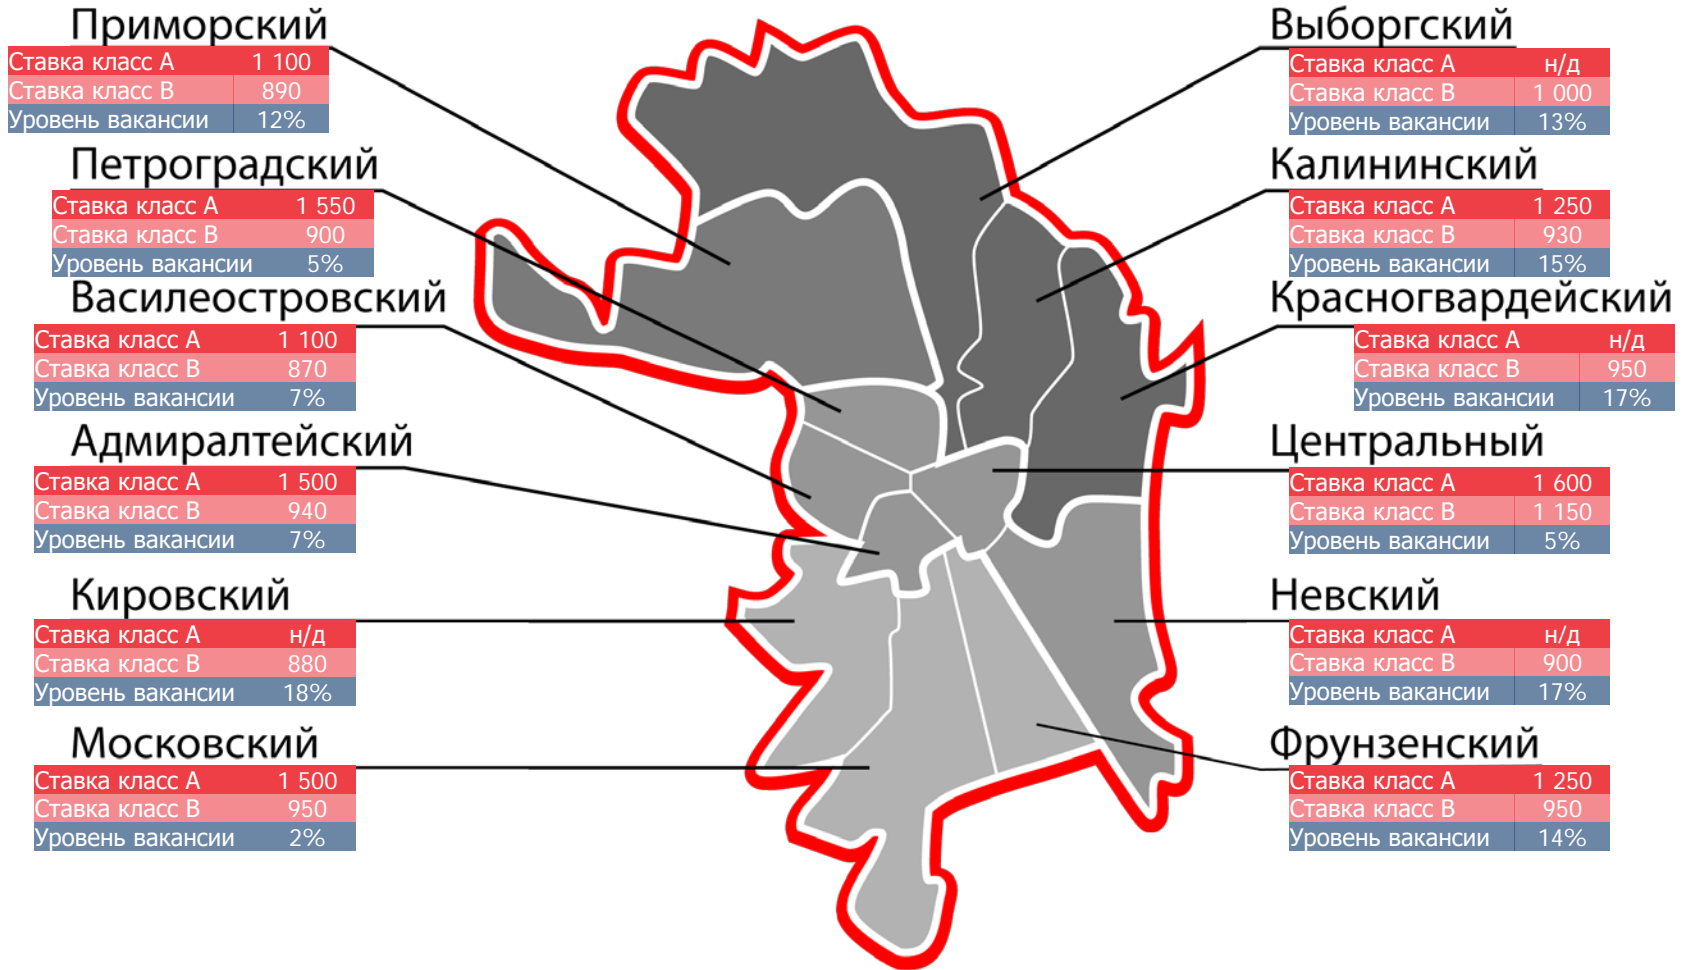 Приморский
Ставка класс А 1 100
Ставка класс В 890
Уровень вакансии 12%
Петроградский
Ставка класс А 1 550
Ставка класс В 900
Уровень вакансии 5%
Василеостровский
Ставка класс А 1 100
Ставка класс В 870
Уровень вакансии 7%
Адмиралтейский
Ставка класс А 1 500
Ставка класс В 940
Уровень вакансии 7%
Кировский
Ставка класс А н/д
Ставка класс В 880
Уровень вакансии 18%
Московский
Ставка класс А 1 500
Ставка класс В 950
Уровень вакансии 2%
Выборгский
Ставка класс А н/д
Ставка класс В 1 000
Уровень вакансии 13%
Калининский
Ставка класс А 1 250
Ставка класс В 930
Уровень вакансии 15%
Красногвардейский
Ставка класс А н/д
Ставка класс В 950
Уровень вакансии 17%
Центральный
Ставка класс А 1 600
Ставка класс В 1 150
Уровень вакансии 5%
Невский
Ставка класс А н/д
Ставка класс В 900
Уровень вакансии 17%
Фрунзенский
Ставка класс А 1 250
Ставка класс В 950
Уровень вакансии 14%